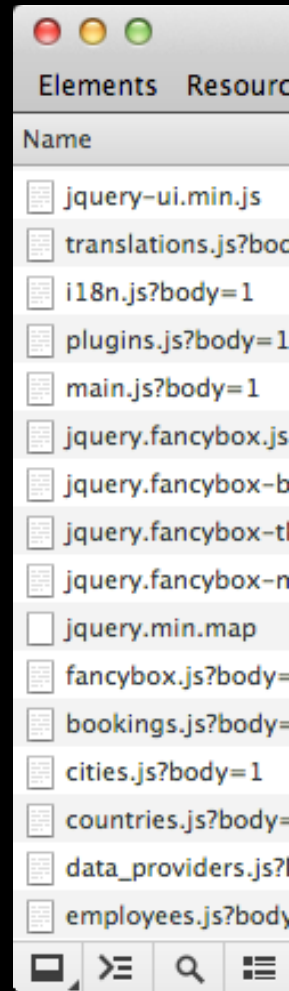 Elements Resourc
Name
jquery-ui.min.js
translations.js?bod
i18n.js?body=1
plugins.js?body=1
main.js?body=1
jquery.fancybox.js
jquery.fancybox-b
jquery.fancybox-t
jquery.fancybox-m
jquery.min.map
fancybox.js?body=
bookings.js?body=
cities.js?body=1
countries.js?body=
data_providers.js?
employees.js?body